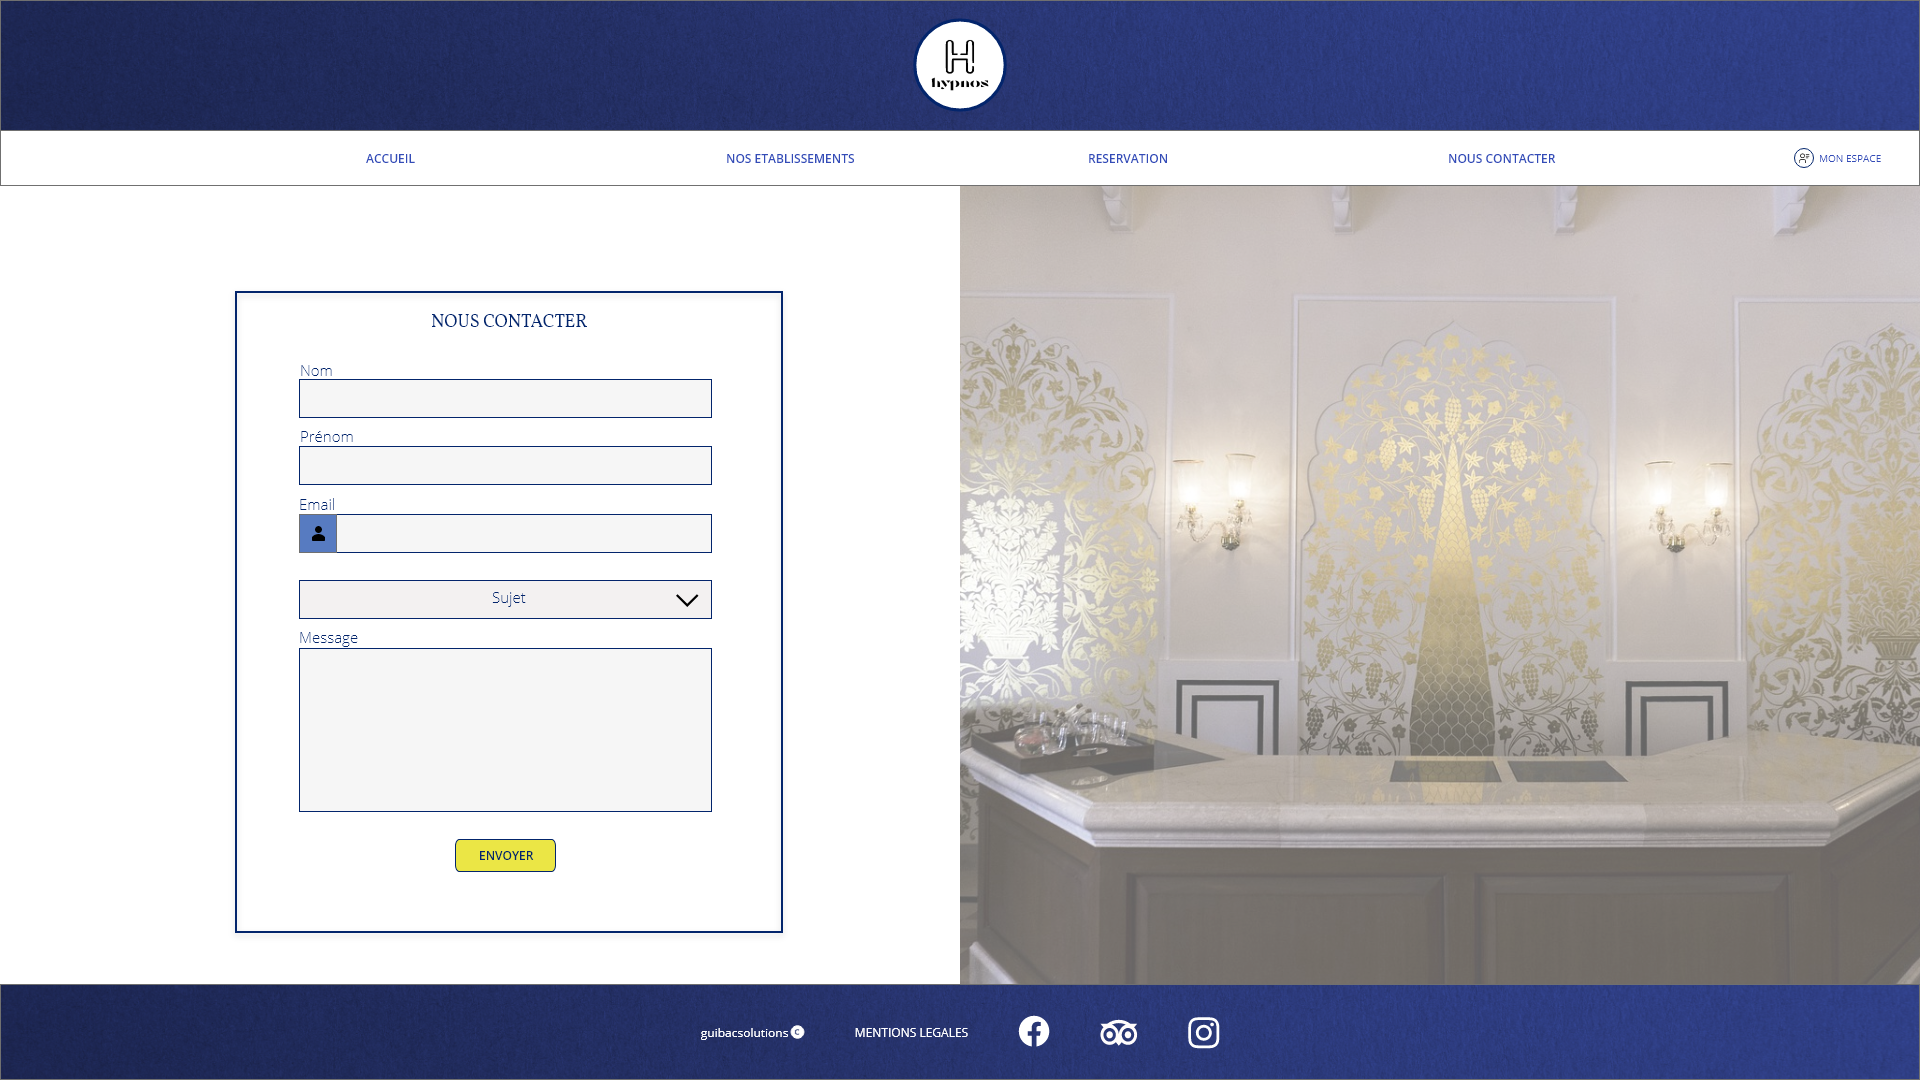 H
hypnos
ACCUEIL
NOS ETABLISSEMENTS
RESERVATION
NOUS CONTACTER
MON ESPACE
NOUS CONTACTER
Nom
Prénom
Email
Sujet
Message
ENVOYER
guibacsolutions C
MENTIONS LEGALES